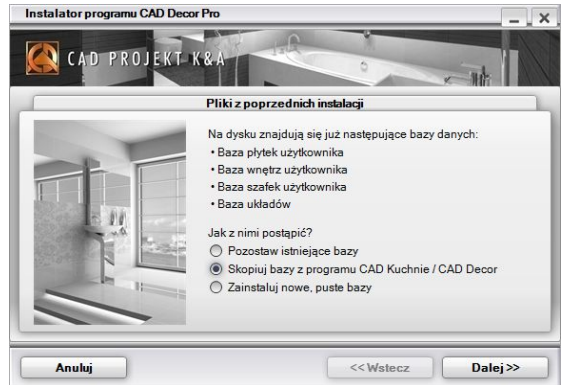 Instalator programu CAD Decor Pro
CAD PROJEKT K&A
Pliki z poprzednich instalacji
Na dysku znajdują się już następujące bazy danych:
• Baza płytek użytkownika
• Baza wnętrz użytkownika
• Baza szafek użytkownika
• Baza układów
Jak z nimi postąpić?
Pozostaw istniejące bazy
Skopiuj bazy z programu CAD Kuchnie / CAD Decor
Zainstaluj nowe, puste bazy
Anuluj
<< Wstecz
Dalej >>